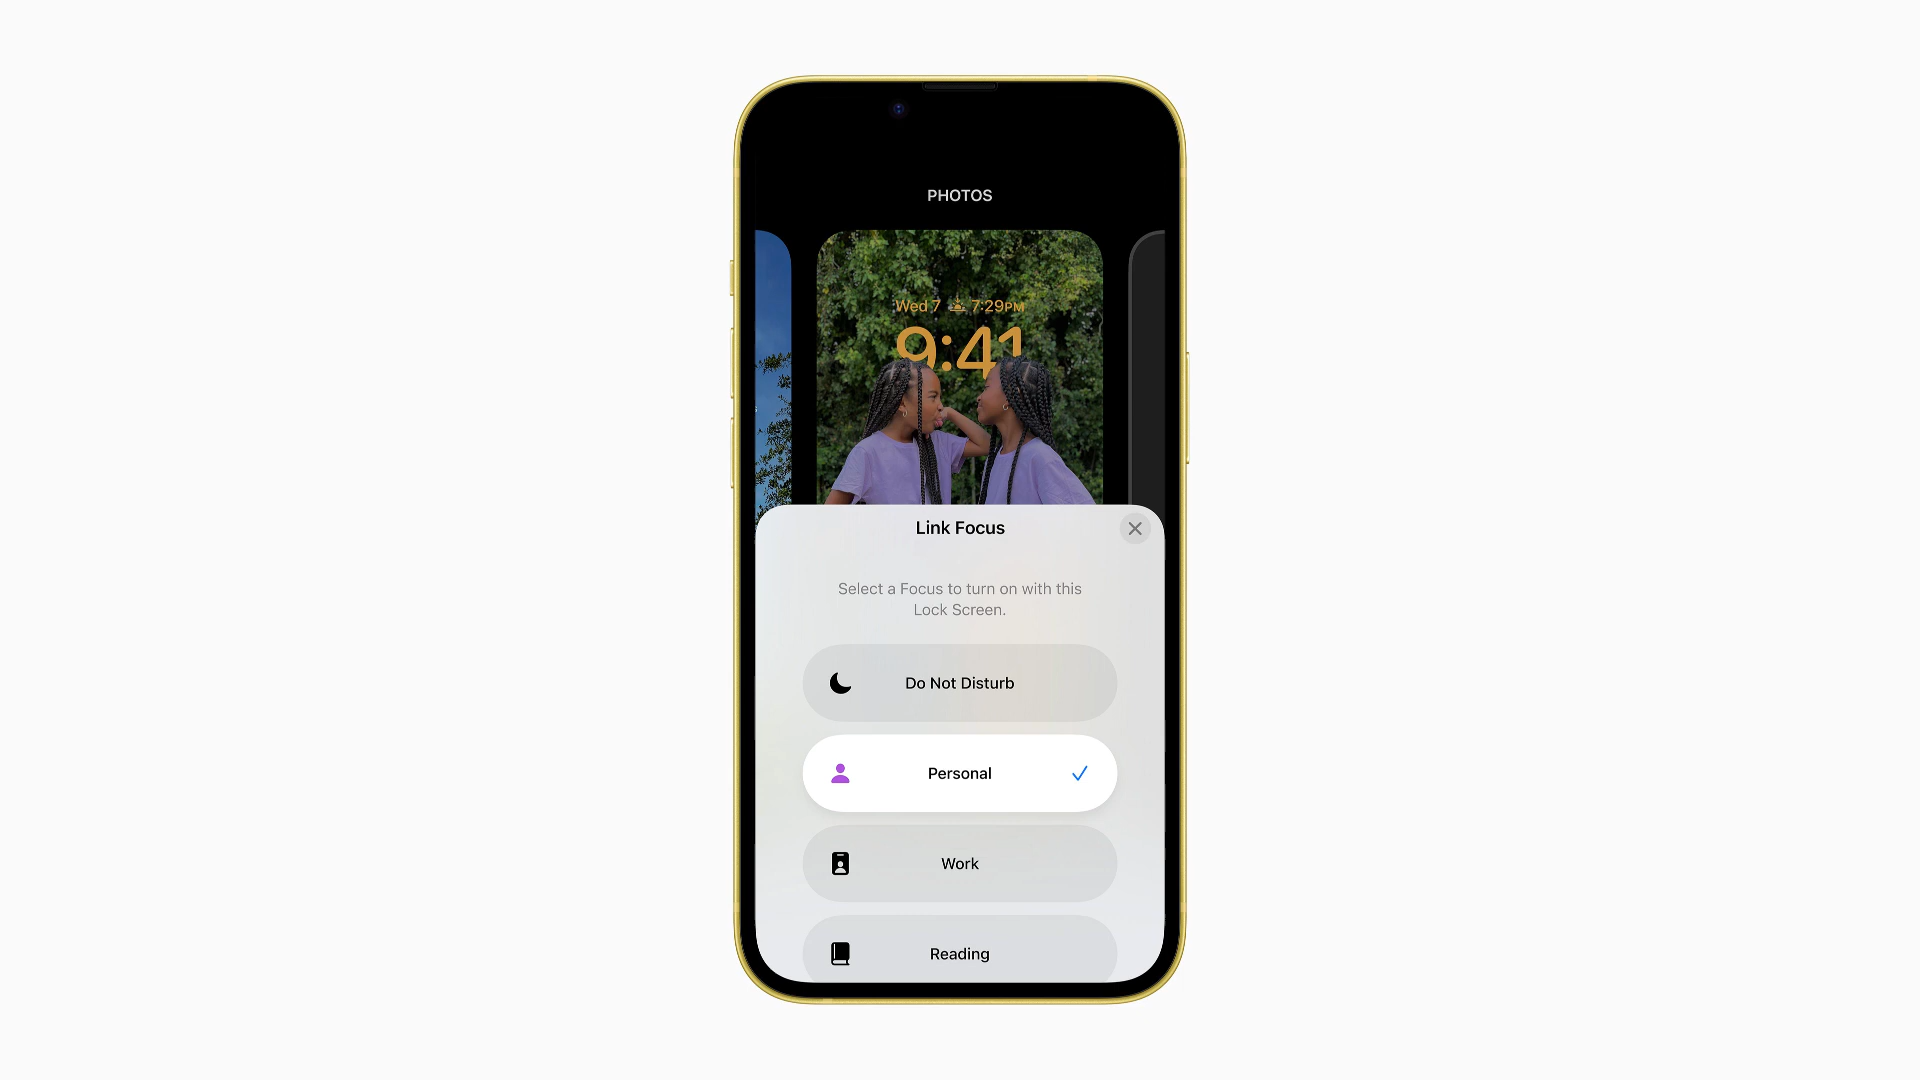 PHOTOS
Wed 7 7:29PM
9:41
Link Focus
Select a Focus to turn on with this
Lock Screen.
Do Not Disturb
Personal
Work
Reading